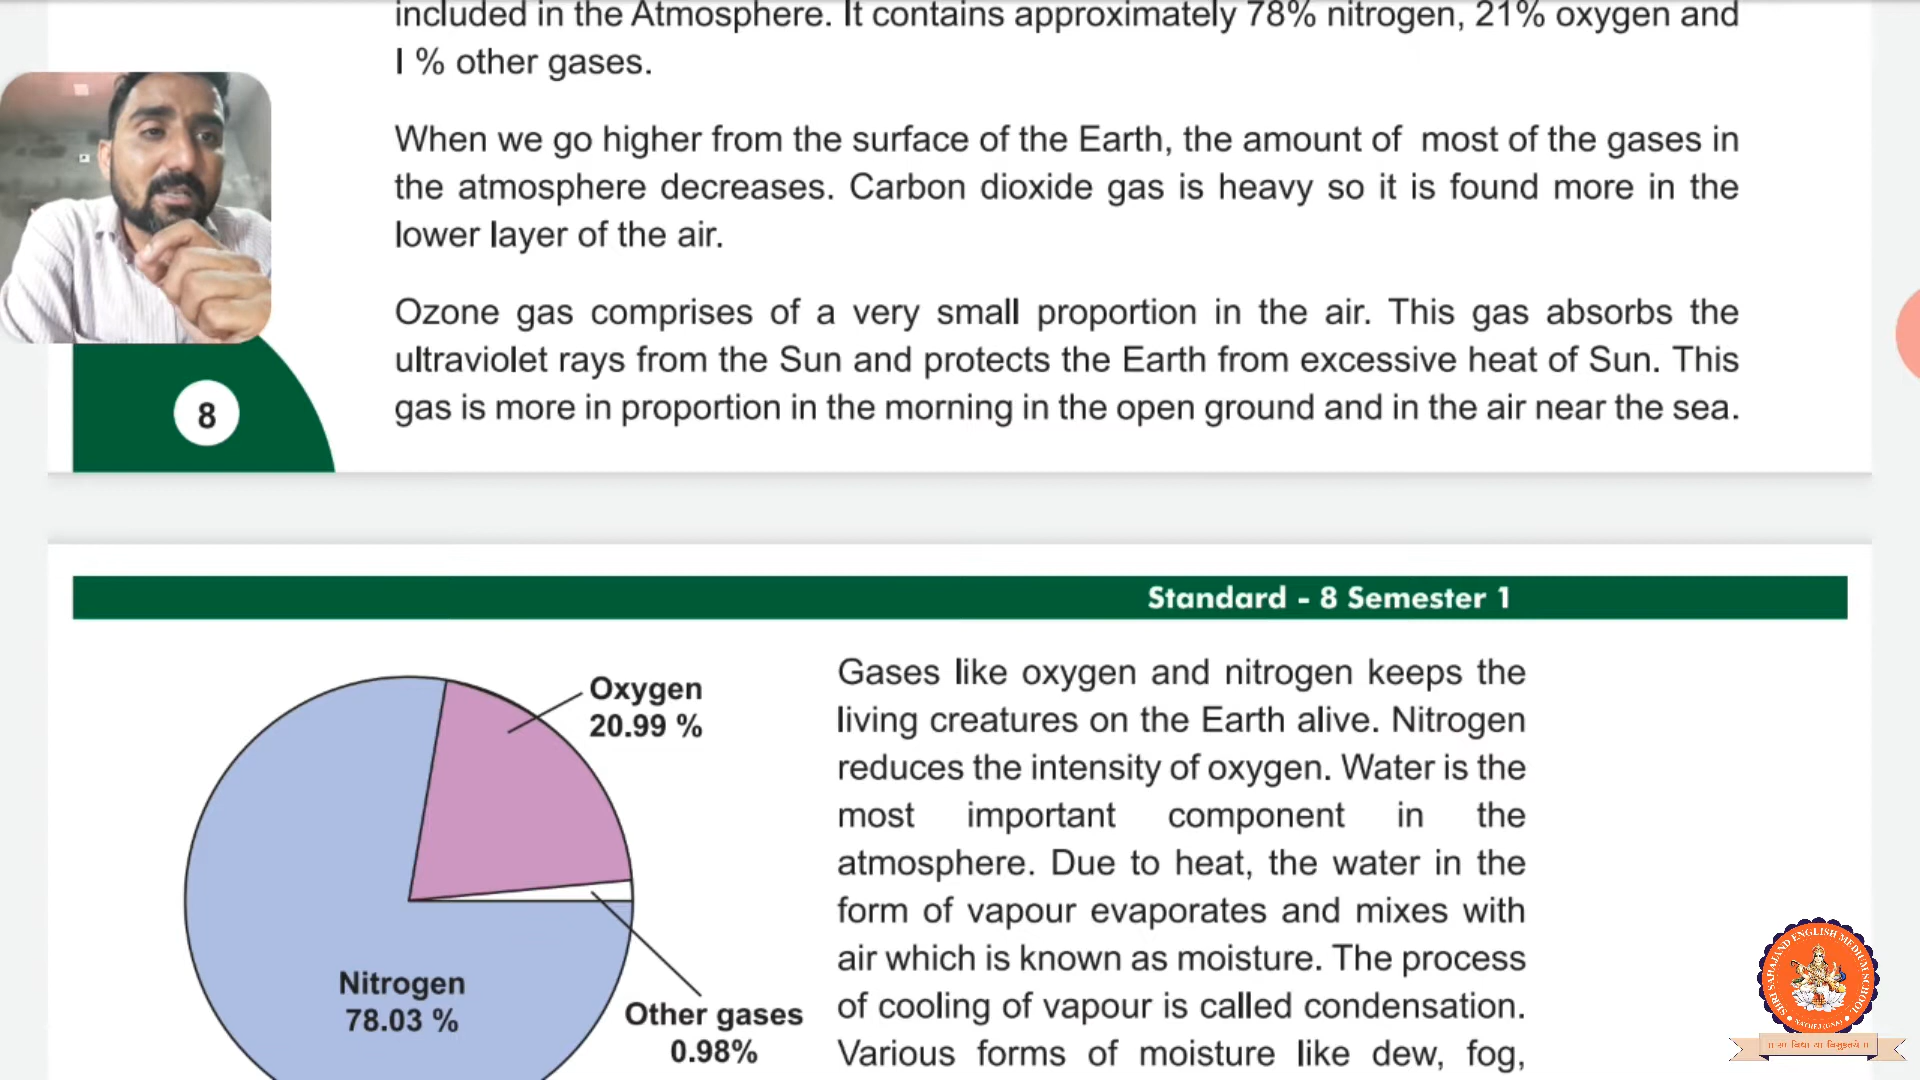 included in the Atmosphere. It contains approximately 78% nitrogen, 21% oxygen and
I % other gases.
When we go higher from the surface of the Earth, the amount of most of the gases in
the atmosphere decreases. Carbon dioxide gas is heavy so it is found more in the
lower layer of the air.
Ozone gas comprises of a very small proportion in the air. This gas absorbs the
ultraviolet rays from the Sun and protects the Earth from excessive heat of Sun. This
gas is more in proportion in the morning in the open ground and in the air near the sea.
8
Standard - 8 Semester 1
Oxygen
20.99 %
Nitrogen
78.03 %
Other gases
0.98%
Gases like oxygen and nitrogen keeps the
living creatures on the Earth alive. Nitrogen
reduces the intensity of oxygen. Water is the
most important component in the
atmosphere. Due to heat, the water in the
form of vapour evaporates and mixes with
air which is known as moisture. The process
of cooling of vapour is called condensation.
Various forms of moisture like dew, fog,
SHRI SAHAJANAND ENGLISH MEDIUM SCHOOL